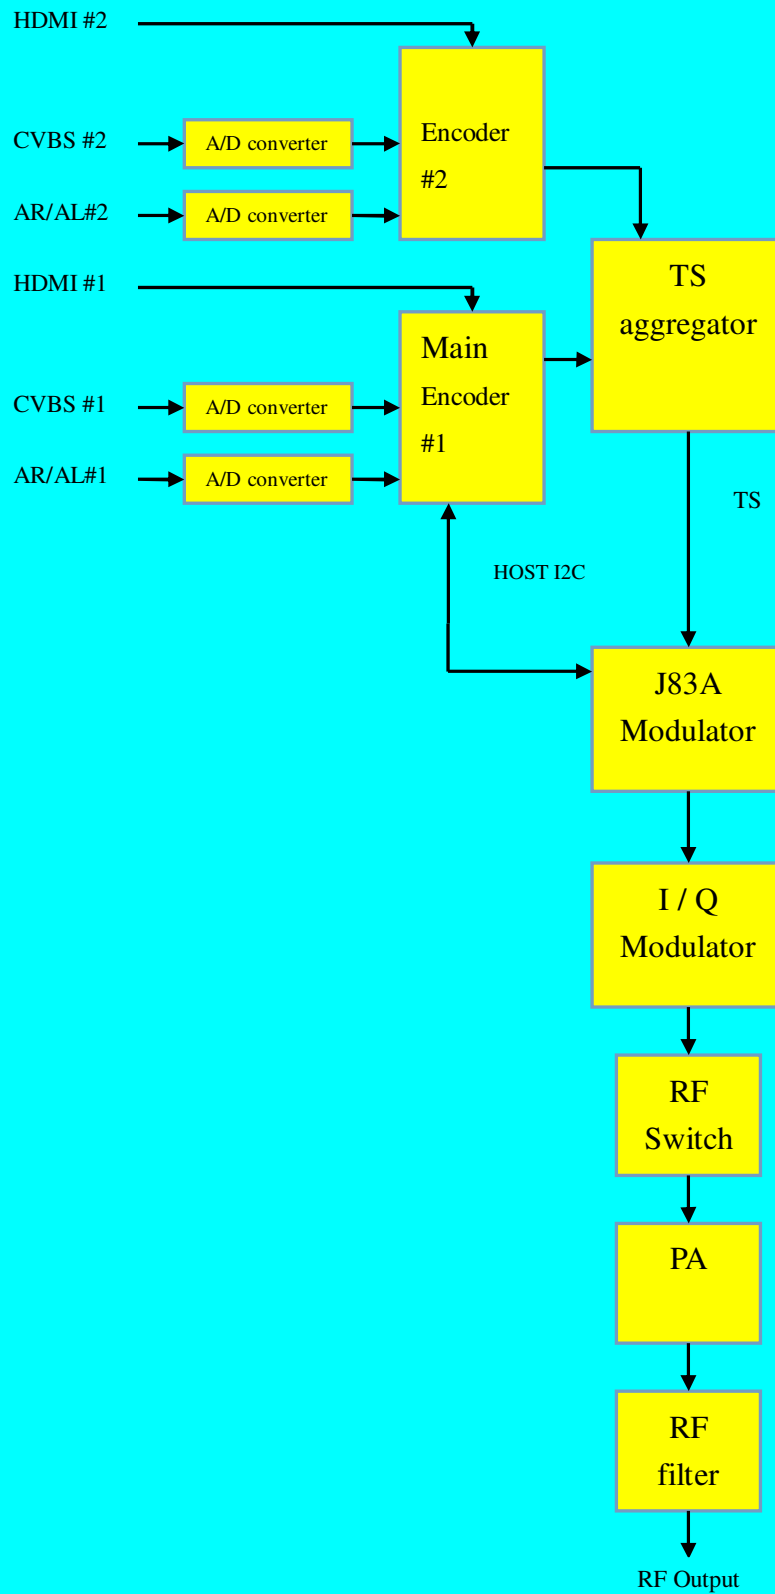 HDMI #2
CVBS #2
A/D converter
AR/AL#2
A/D converter
Encoder
#2
HDMI #1
CVBS #1
A/D converter
AR/AL#1
A/D converter
Main
Encoder
#1
TS
aggregator
TS
HOST I2C
J83A
Modulator
I / Q
Modulator
RF
Switch
PA
RF
filter
RF Output